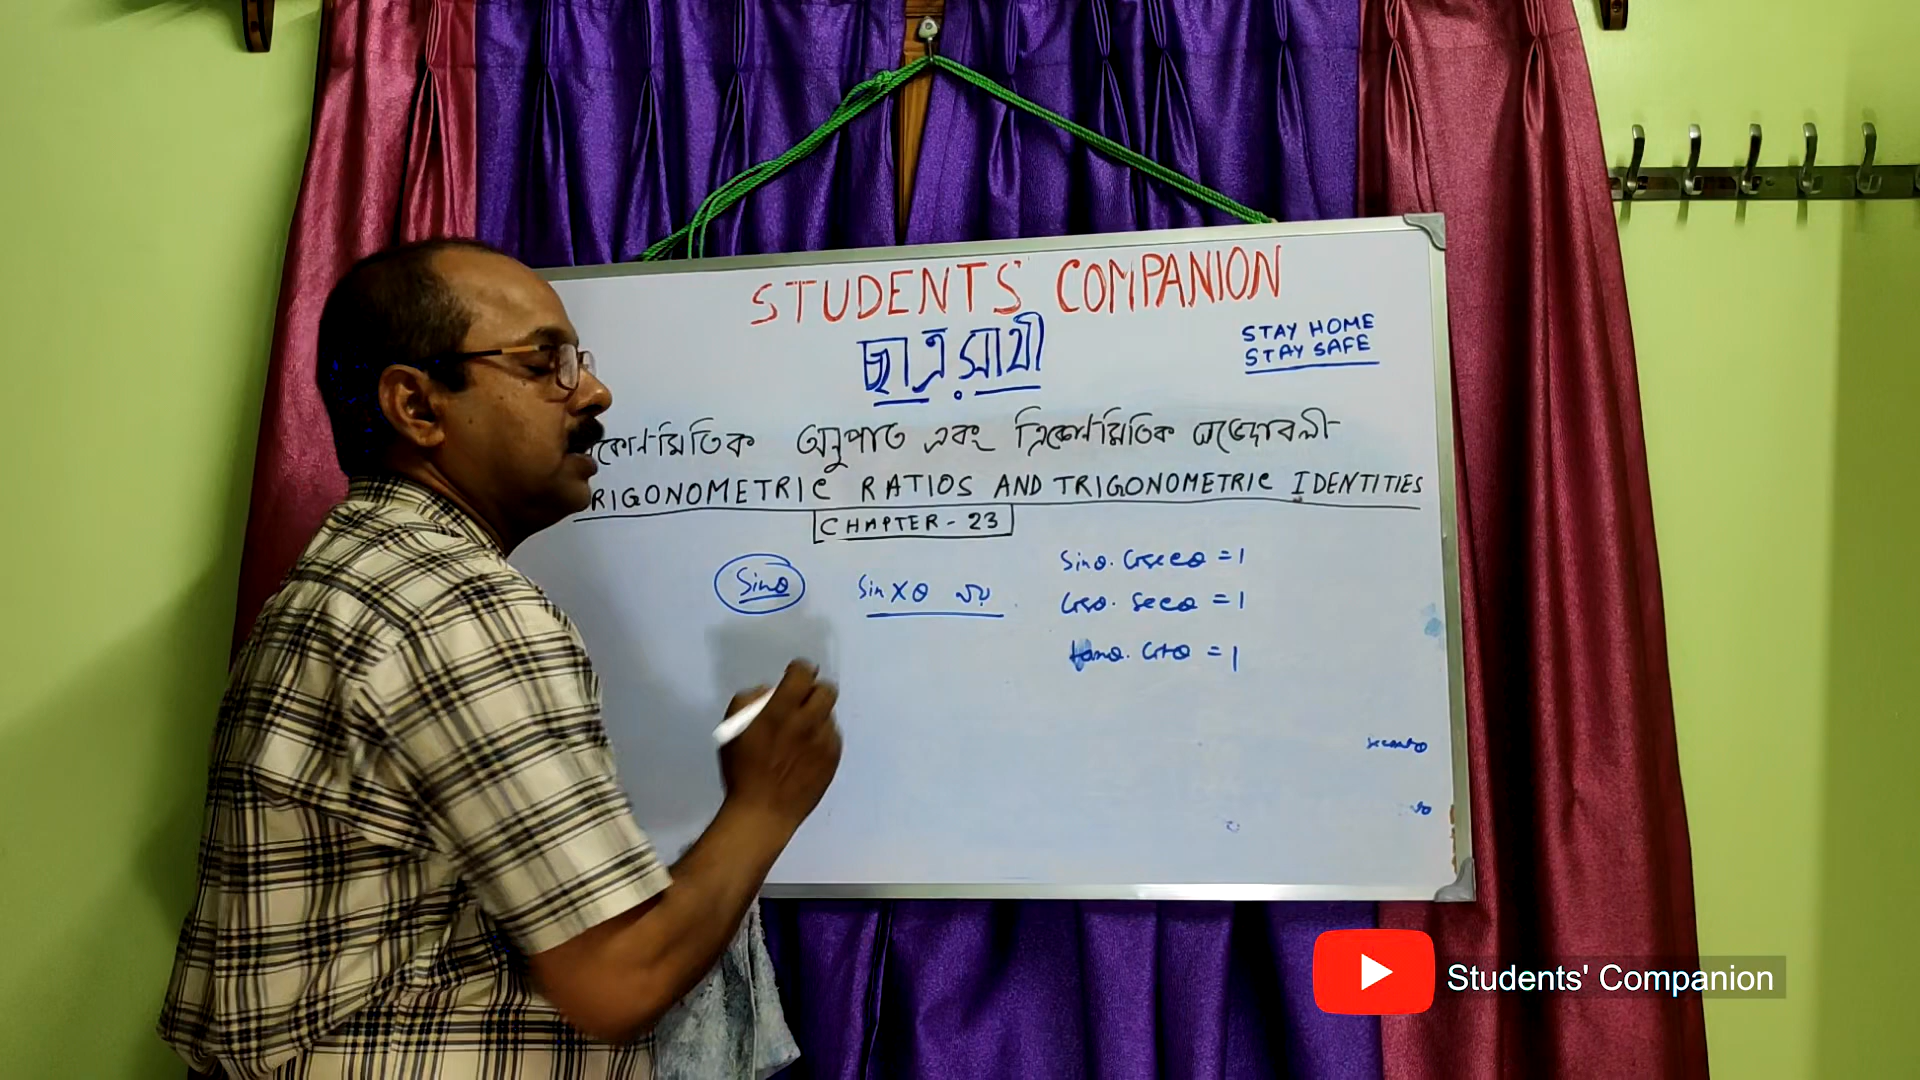 STUDENTS' COMPANION
ছাত্র সাথী
STAY HOME
STAY SAFE
কোণমিতিক অনুপাত এবং ত্রিকোণমিতিক অভেদাবলী
RIGONOMETRIC RATIOS AND TRIGONOMETRIC IDENTITIES
CHAPTER - 23
Sinθ Sin X θ নয়
Sinθ. Cosecθ = 1
Cosθ. Secθ = 1
tanθ. Cotθ = 1
Students' Companion